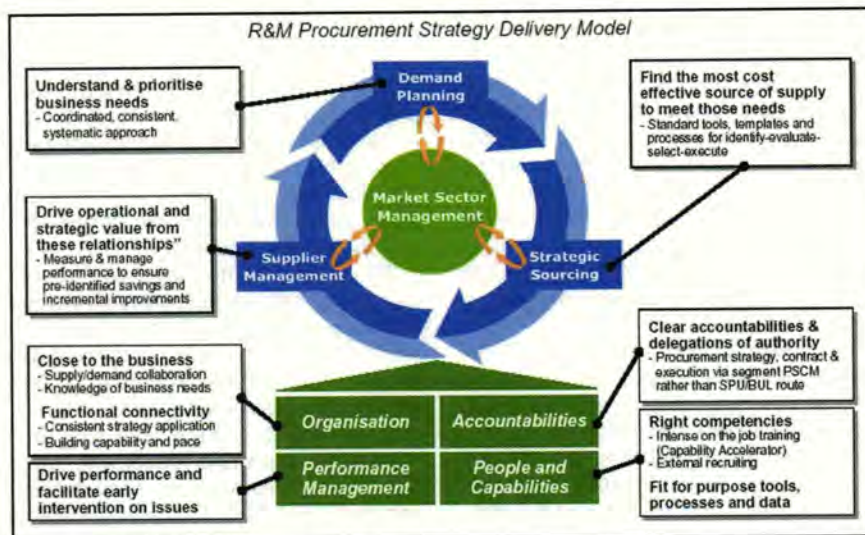 R&M Procurement Strategy Delivery Model
Understand & prioritise
business needs
- Coordinated, consistent,
systematic approach
Demand
Planning
Find the most cost
effective source of supply
to meet those needs
- Standard tools, templates and
processes for identify-evaluate-
select-execute
Market Sector
Management
Drive operational and
strategic value from
these relationships"
- Measure & manage
performance to ensure
pre-identified savings and
incremental improvements
Supplier
Management
Strategic
Sourcing
Close to the business
- Supply/demand collaboration
- Knowledge of business needs
Functional connectivity
- Consistent strategy application
- Building capability and pace
Clear accountabilities &
delegations of authority
- Procurement strategy, contract &
execution via segment PSCM
rather than SPU/BUL route
Organisation
Accountabilities
Performance
Management
People and
Capabilities
Drive performance and
facilitate early
intervention on issues
Right competencies
- Intense on the job training
(Capability Accelerator)
- External recruiting
Fit for purpose tools,
processes and data